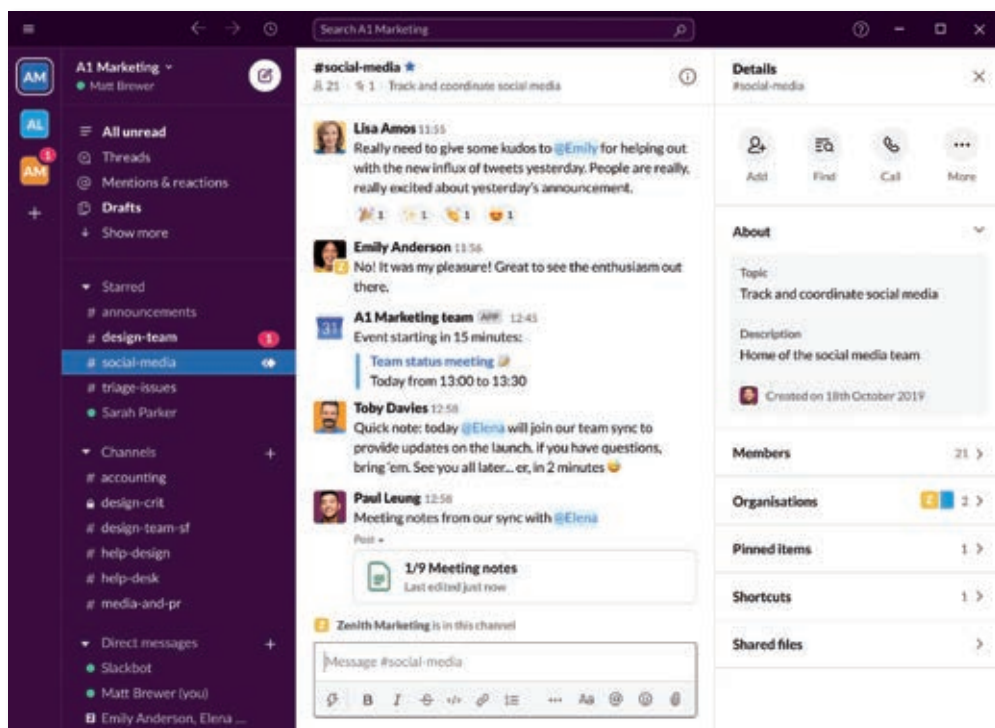 Search A1 Marketing
AM
AL
AM
1
A1 Marketing
Matt Brewer
All unread
Threads
Mentions & reactions
Drafts
Show more
Starred
# announcements
# design-team 1
# social-media
# triage-issues
Sarah Parker
Channels +
# accounting
design-crit
# design-team-sf
# help-design
# help-desk
# media-and-pr
Direct messages +
Slackbot
Matt Brewer (you)
Emily Anderson, Elena ...
#social-media
21 1 Track and coordinate social media
Lisa Amos 11:55
Really need to give some kudos to @Emily for helping out
with the new influx of tweets yesterday. People are really,
really excited about yesterday's announcement.
1 1 1 1
Emily Anderson 11:56
No! It was my pleasure! Great to see the enthusiasm out
there.
31
A1 Marketing team APP 12:45
Event starting in 15 minutes:
Team status meeting
Today from 13:00 to 13:30
Toby Davies 12:58
Quick note: today @Elena will join our team sync to
provide updates on the launch. if you have questions,
bring 'em. See you all later... er, in 2 minutes
Paul Leung 12:58
Meeting notes from our sync with @Elena
Post
1/9 Meeting notes
Last edited just now
Z Zenith Marketing is in this channel
Message #social-media
B I S </> Aa @
Details
#social-media
Add Find Call More
About
Topic
Track and coordinate social media
Description
Home of the social media team
Created on 18th October 2019
Members 21 >
Organisations Z 2 >
Pinned items 1 >
Shortcuts 1 >
Shared files >